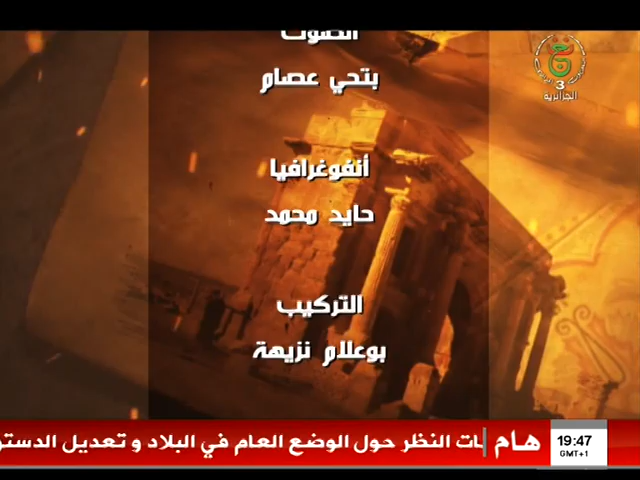 الصوت
بتحي عصام
أنفوغرافيا
حايد محمد
التركيب
بوعلام نزيهة
3
الجزائرية
هام
ات النظر حول الوضع العام في البلاد و تعديل
19:47
GMT+1